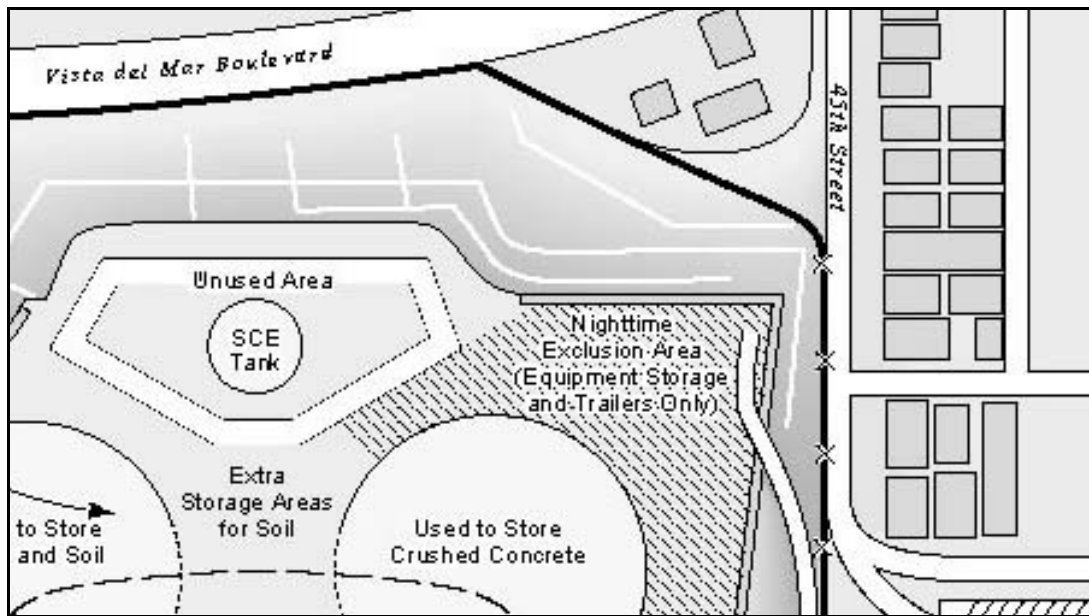 Vista del Mar Boulevard
45th Street
Unused Area
SCE
Tank
Nighttime
Exclusion Area
(Equipment Storage
and Trailers Only)
Extra
Storage Areas
for Soil
to Store
and Soil
Used to Store
Crushed Concrete